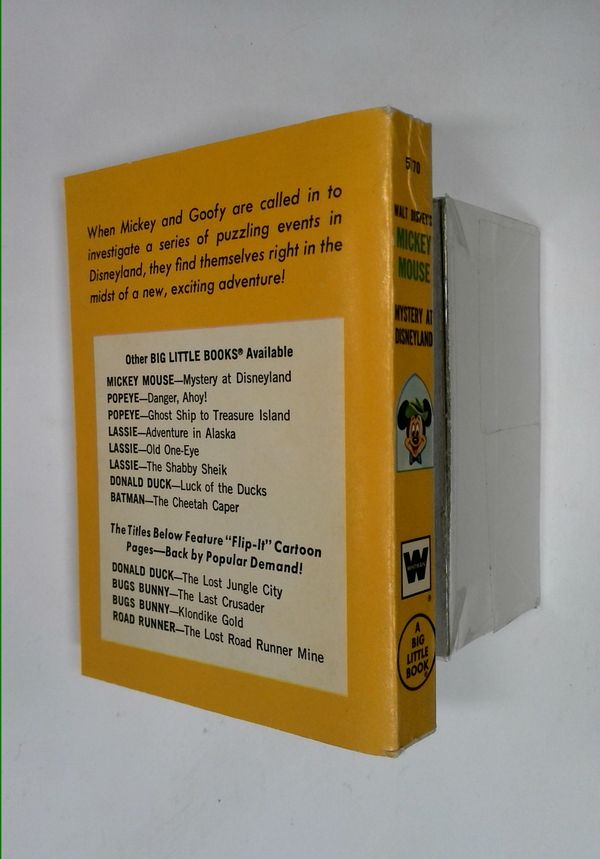 When Mickey and Goofy are called in to
investigate a series of puzzling events in
Disneyland, they find themselves right in the
midst of a new, exciting adventure!
Other BIG LITTLE BOOKS® Available
MICKEY MOUSE—Mystery at Disneyland
POPEYE—Danger, Ahoy!
POPEYE—Ghost Ship to Treasure Island
LASSIE—Adventure in Alaska
LASSIE—Old One-Eye
LASSIE—The Shabby Sheik
DONALD DUCK—Luck of the Ducks
BATMAN—The Cheetah Caper
The Titles Below Feature "Flip-It" Cartoon
Pages—Back by Popular Demand!
DONALD DUCK—The Lost Jungle City
BUGS BUNNY—The Last Crusader
BUGS BUNNY—Klondike Gold
ROAD RUNNER—The Lost Road Runner Mine
WALT DISNEY'S
MICKEY
MOUSE
MYSTERY AT
DISNEYLAND
W
WHITMAN
®
A
BIG
LITTLE
BOOK®